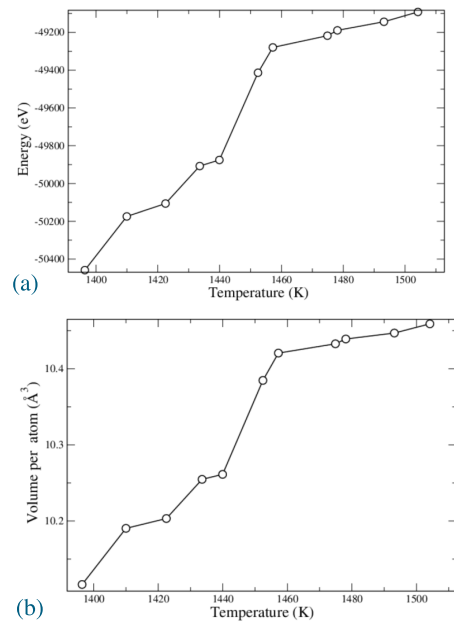 -49200
-49400
-49600
-49800
-50000
-50200
-50400
Energy (eV)
1400 1420 1440 1460 1480 1500
Temperature (K)
(a)
10.4
10.3
10.2
Volume per atom (Å³)
1400 1420 1440 1460 1480 1500
Temperature (K)
(b)